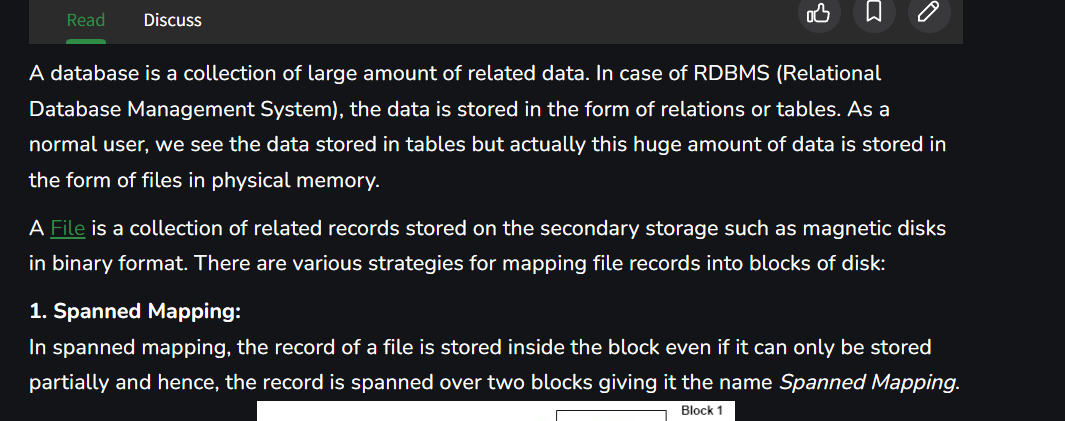 Read Discuss
A database is a collection of large amount of related data. In case of RDBMS (Relational
Database Management System), the data is stored in the form of relations or tables. As a
normal user, we see the data stored in tables but actually this huge amount of data is stored in
the form of files in physical memory.
A File is a collection of related records stored on the secondary storage such as magnetic disks
in binary format. There are various strategies for mapping file records into blocks of disk:
1. Spanned Mapping:
In spanned mapping, the record of a file is stored inside the block even if it can only be stored
partially and hence, the record is spanned over two blocks giving it the name Spanned Mapping.
Block 1